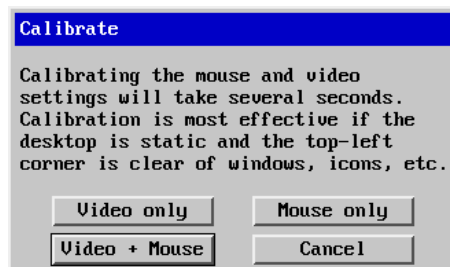 Calibrate
Calibrating the mouse and video
settings will take several seconds.
Calibration is most effective if the
desktop is static and the top-left
corner is clear of windows, icons, etc.
Video only
Mouse only
Video + Mouse
Cancel